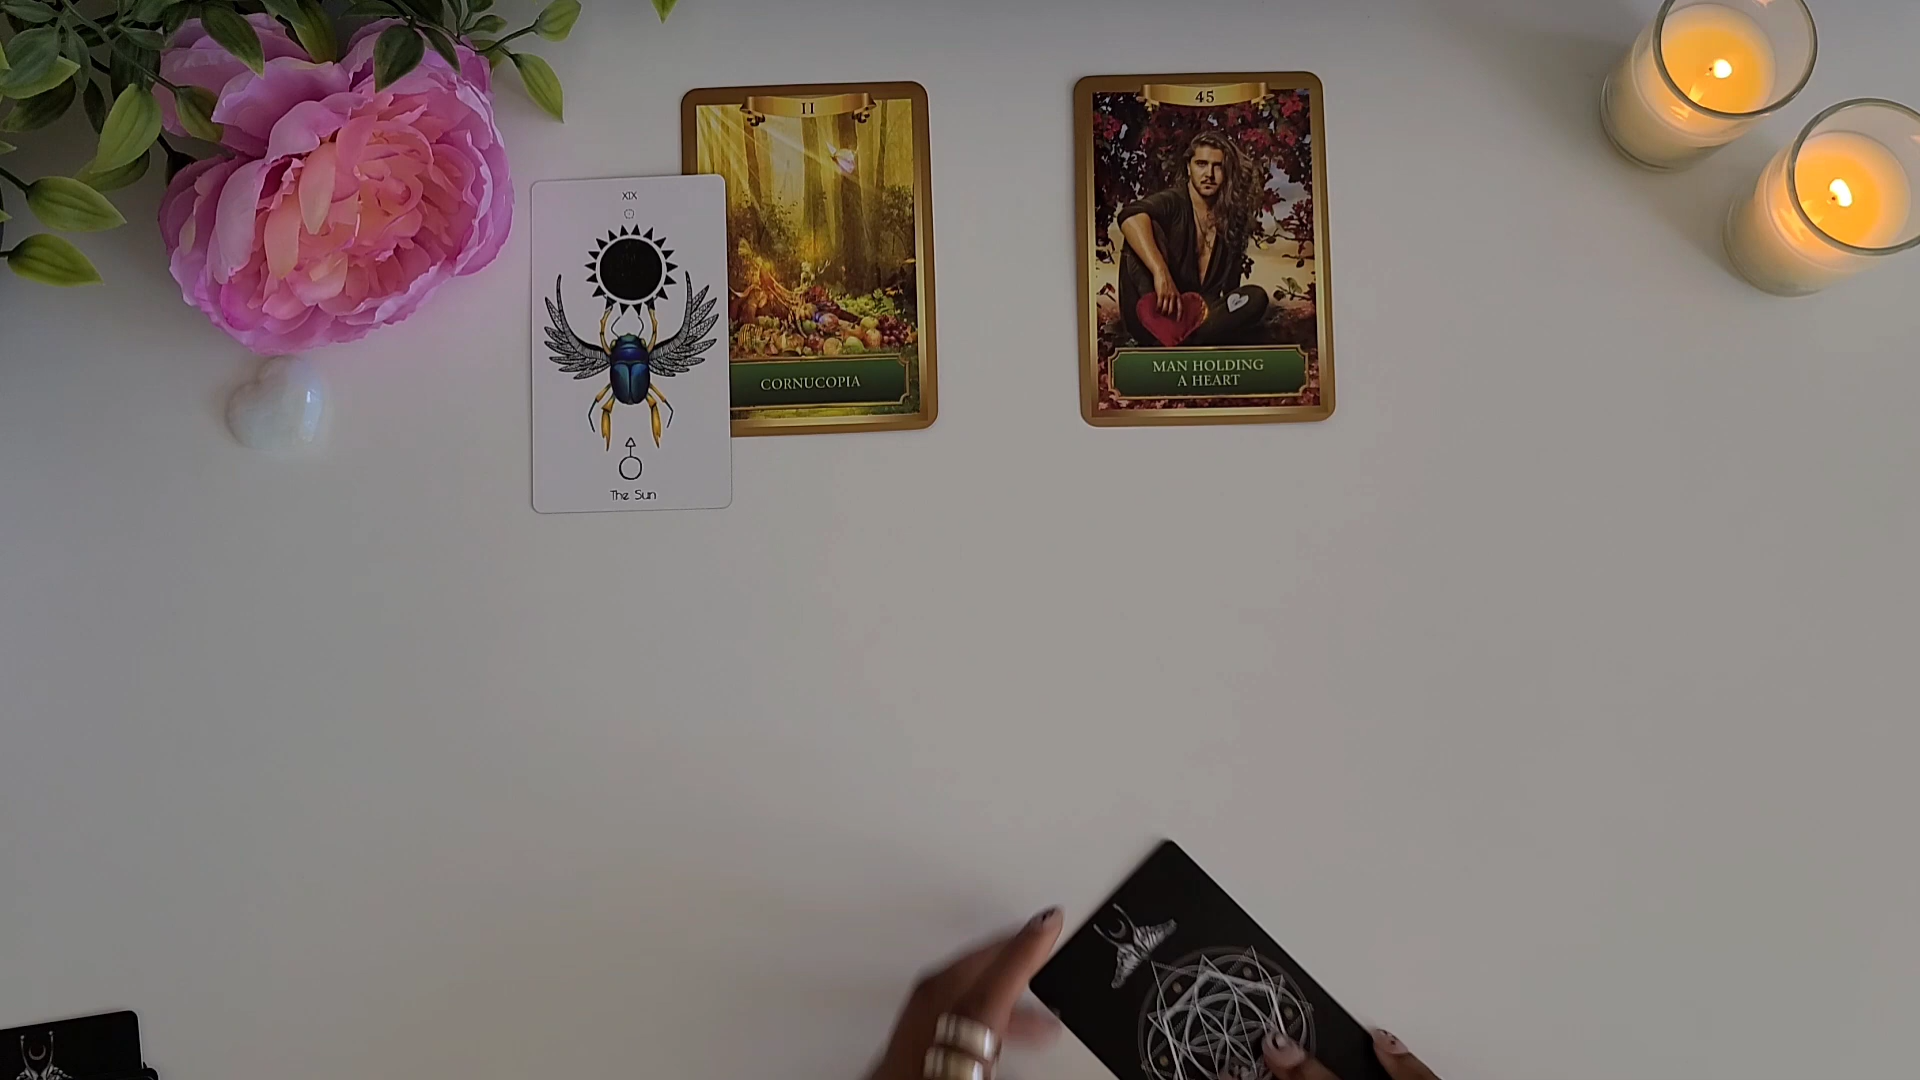 XIX
The Sun
II
CORNUCOPIA
45
MAN HOLDING
A HEART